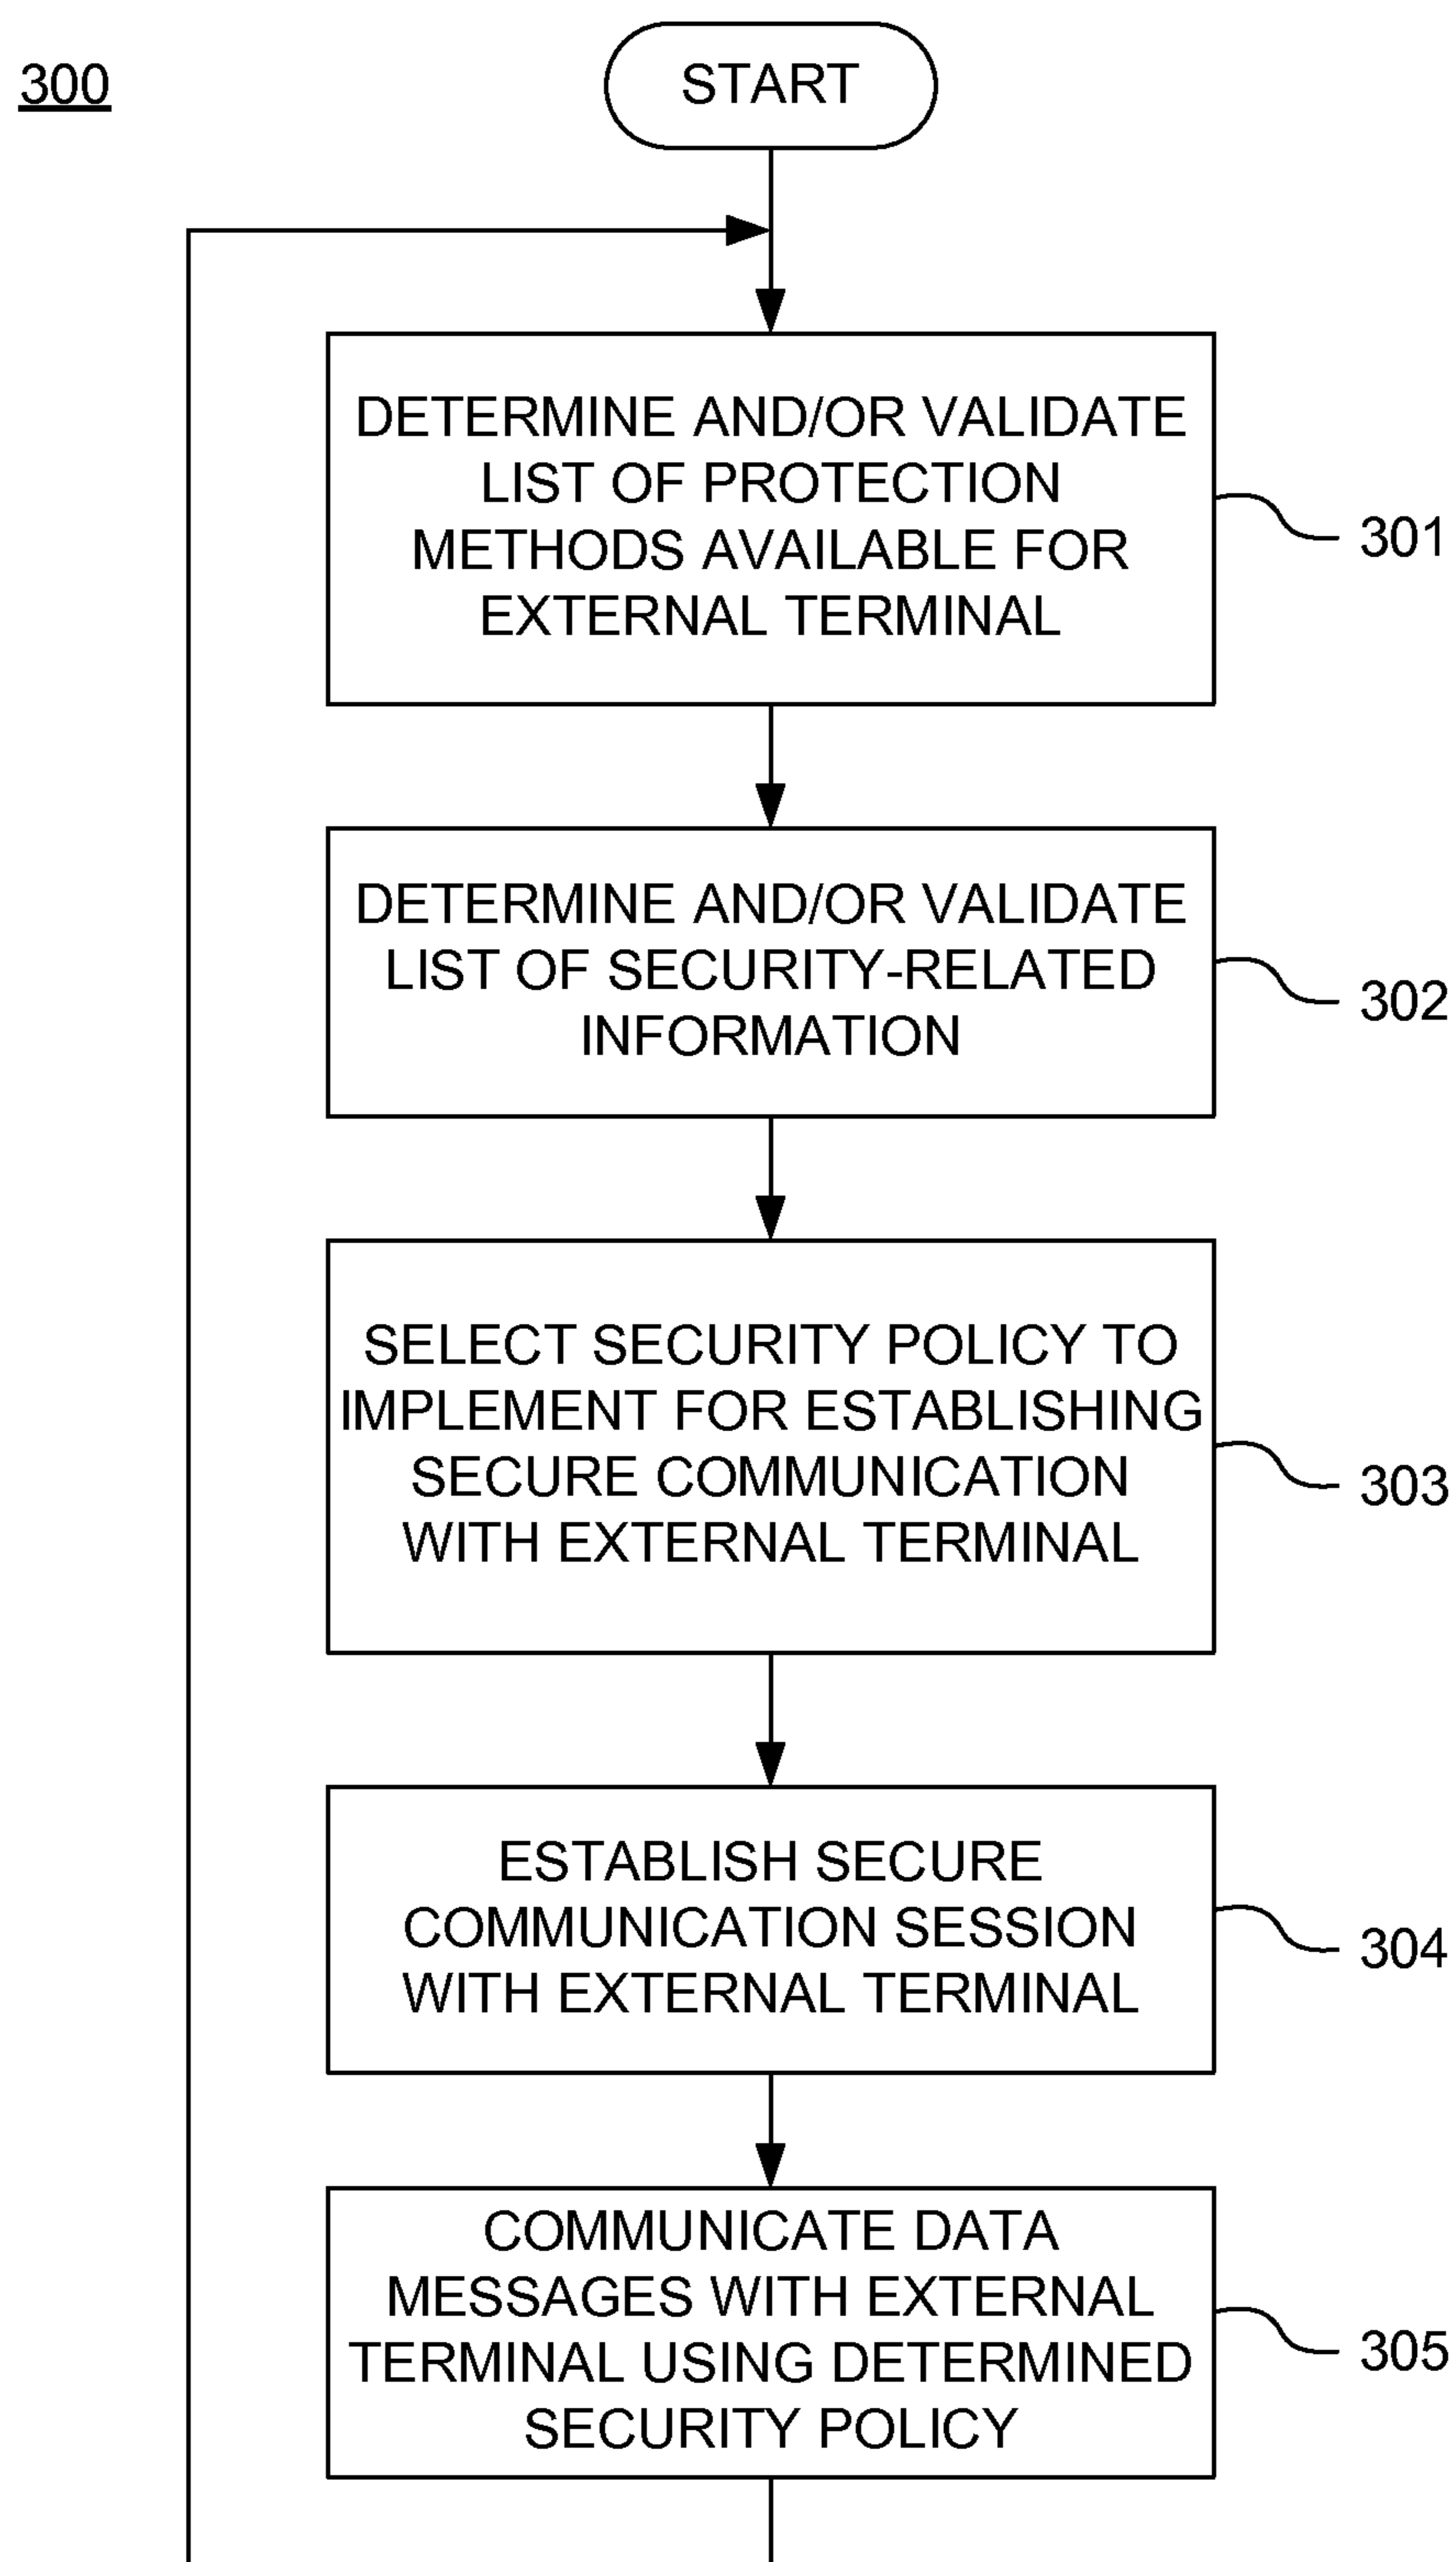 300
START
DETERMINE AND/OR VALIDATE
LIST OF PROTECTION
METHODS AVAILABLE FOR
EXTERNAL TERMINAL
301
DETERMINE AND/OR VALIDATE
LIST OF SECURITY-RELATED
INFORMATION
302
SELECT SECURITY POLICY TO
IMPLEMENT FOR ESTABLISHING
SECURE COMMUNICATION
WITH EXTERNAL TERMINAL
303
ESTABLISH SECURE
COMMUNICATION SESSION
WITH EXTERNAL TERMINAL
304
COMMUNICATE DATA
MESSAGES WITH EXTERNAL
TERMINAL USING DETERMINED
SECURITY POLICY
305